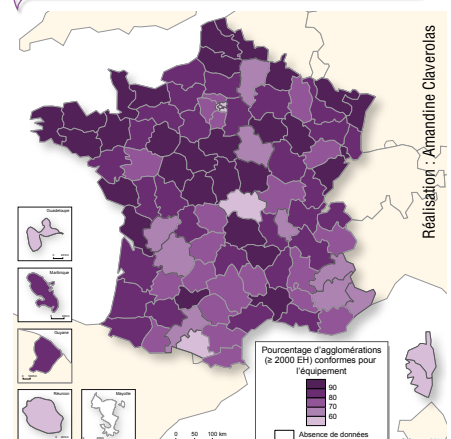 Réalisation : Amandine Claverolas
Guadeloupe
Martinique
Guyane
Réunion
Mayotte
0 50 100 km
Pourcentage d'agglomérations
(≥ 2000 EH) conformes pour
l'équipement
90
80
70
60
Absence de données